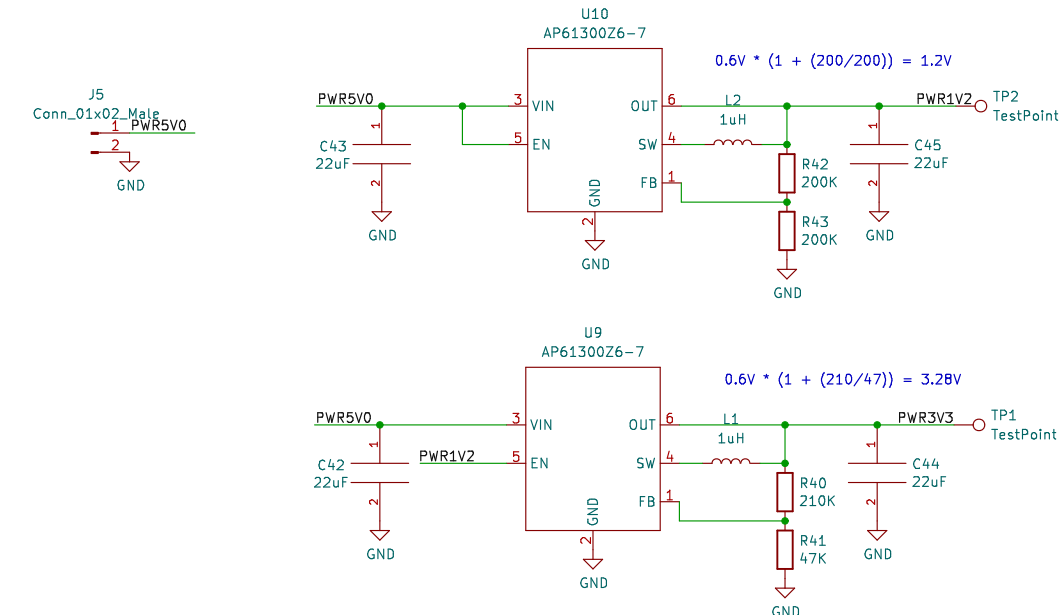 J5
Conn_01x02_Male
1
PWR5V0
2
GND
U10
AP61300Z6-7
0.6V * (1 + (200/200)) = 1.2V
PWR5V0
3
VIN
5
EN
OUT
6
SW
4
FB
1
GND
2
GND
C43
22uF
1
2
GND
L2
1uH
R42
200K
R43
200K
GND
C45
22uF
1
2
GND
PWR1V2
TP2
TestPoint
U9
AP61300Z6-7
0.6V * (1 + (210/47)) = 3.28V
PWR5V0
3
VIN
PWR1V2
5
EN
OUT
6
SW
4
FB
1
GND
2
GND
C42
22uF
1
2
GND
L1
1uH
R40
210K
R41
47K
GND
C44
22uF
1
2
GND
PWR3V3
TP1
TestPoint